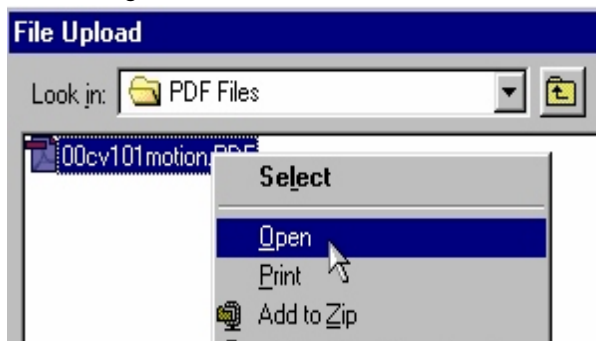 File Upload
Look in: PDF Files
00cv101motion.PDF
Select
Open
Print
Add to Zip